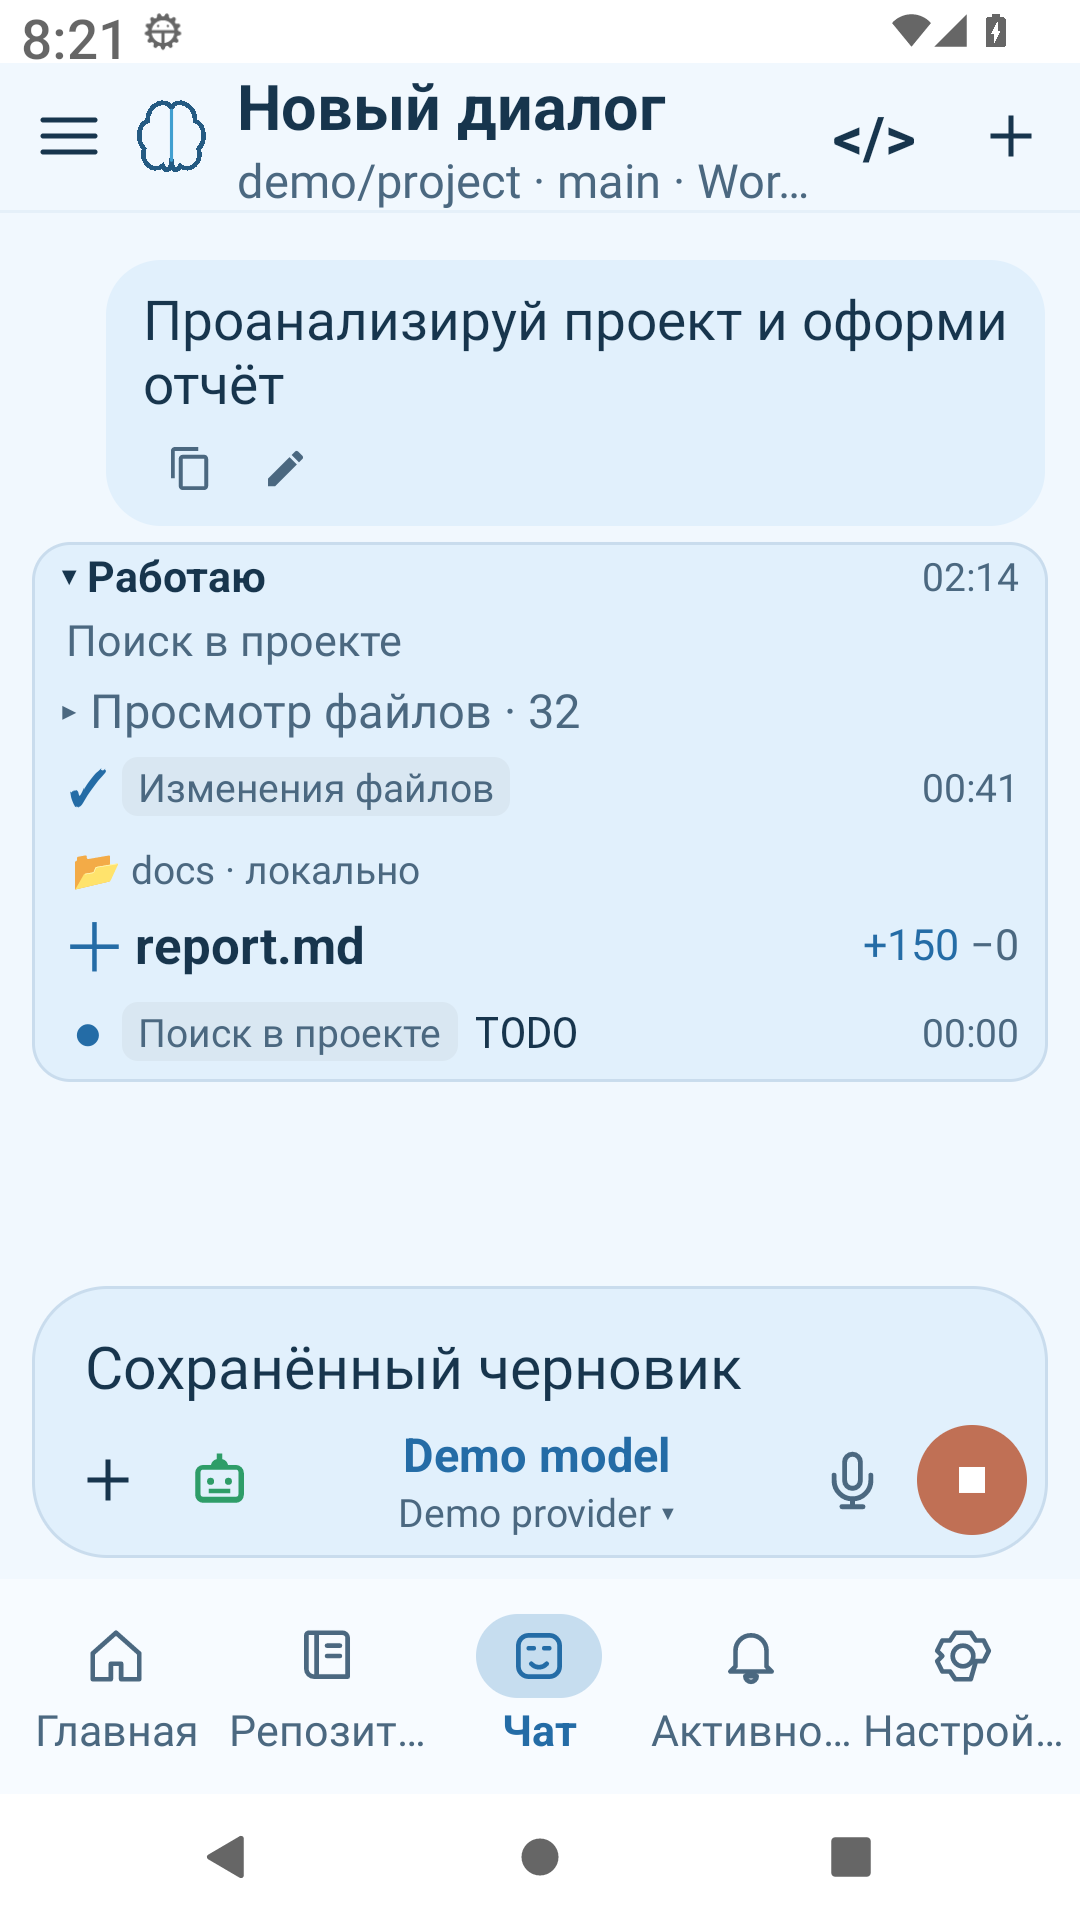 8:21
Новый диалог
demo/project · main · Wor...
</>
Проанализируй проект и оформи
отчёт
▾ Работаю 02:14
Поиск в проекте
▸ Просмотр файлов · 32
✓ Изменения файлов 00:41
docs · локально
+ report.md +150 −0
● Поиск в проекте TODO 00:00
Сохранённый черновик
Demo model
Demo provider ▾
Главная Репозит... Чат Активно... Настрой...